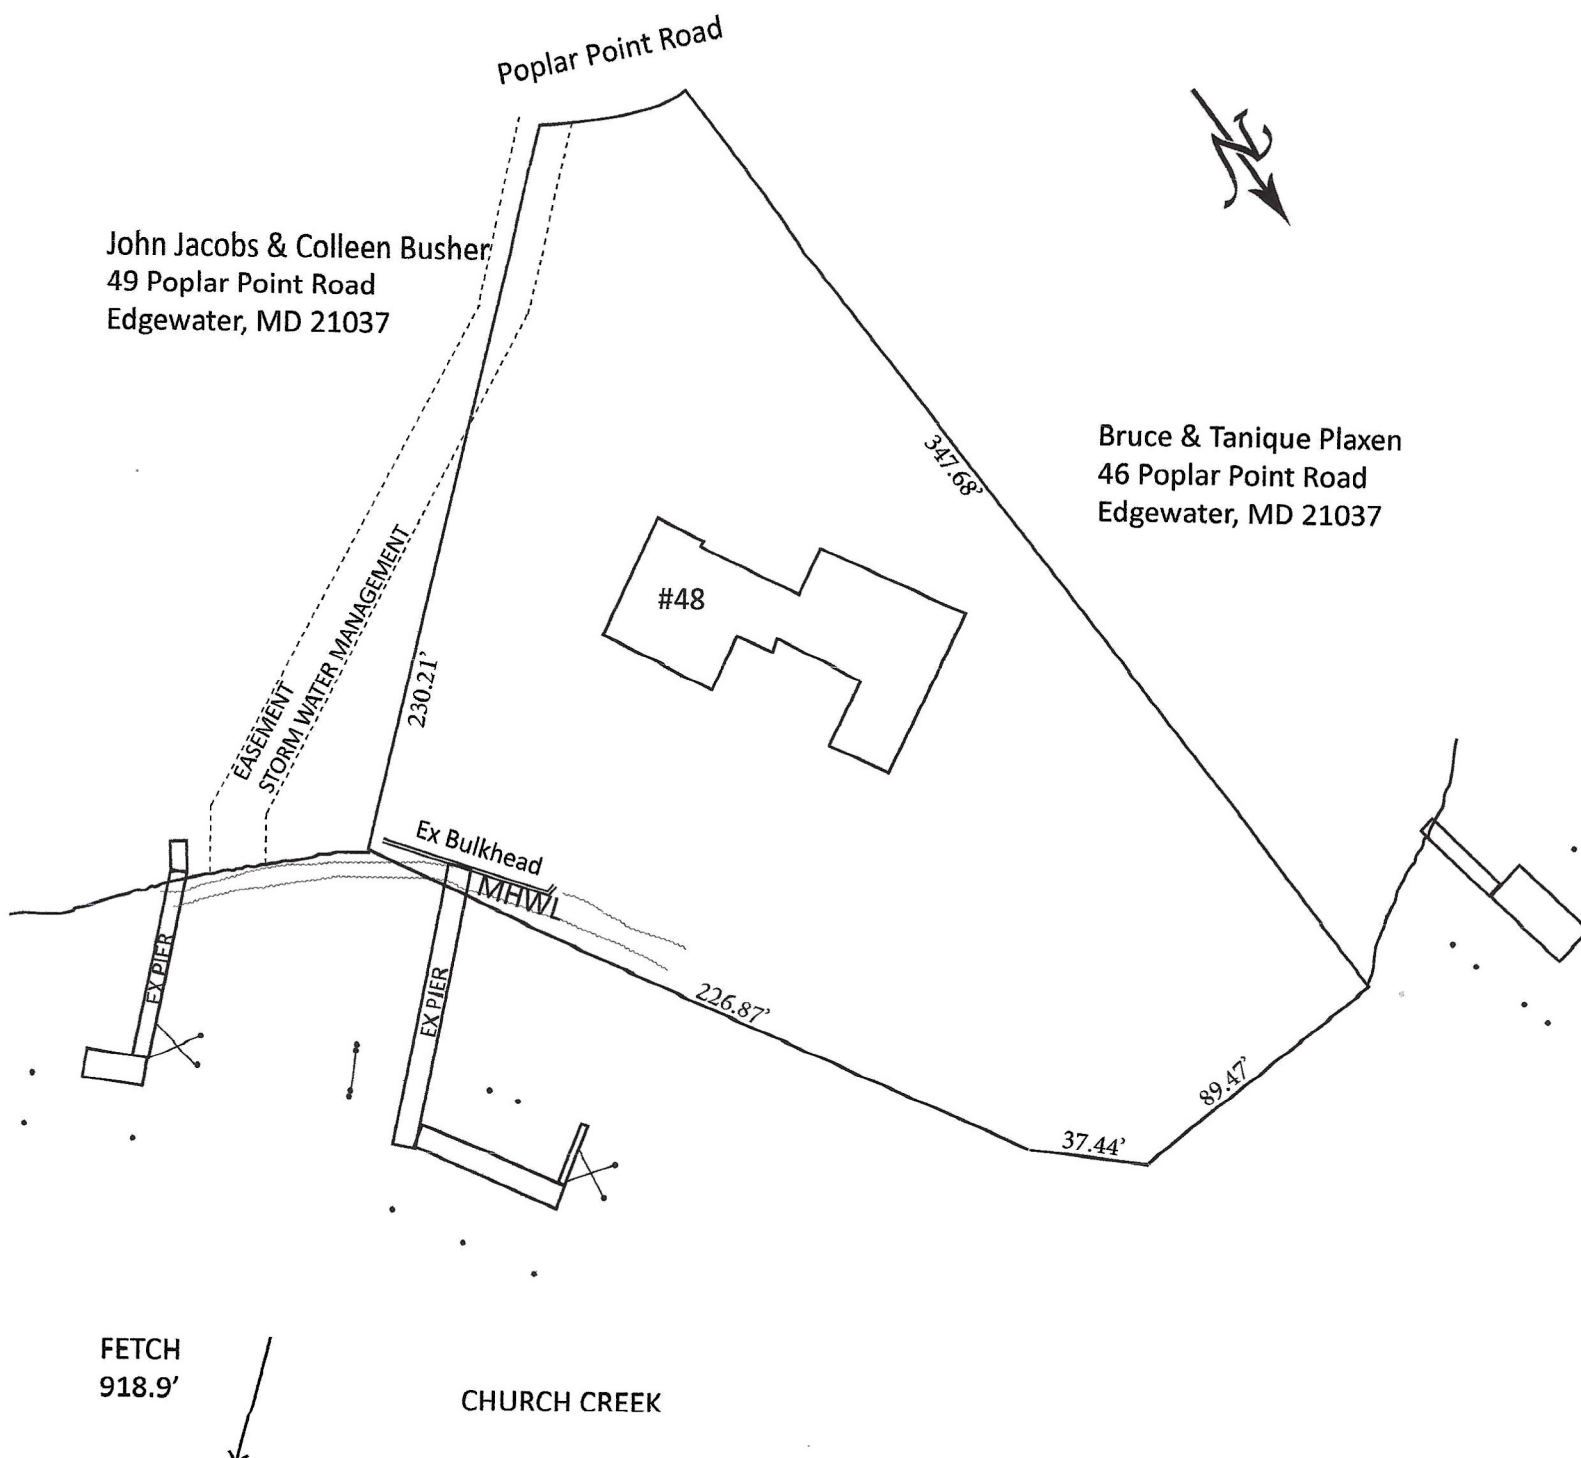 Poplar Point Road
N
John Jacobs & Colleen Busher
49 Poplar Point Road
Edgewater, MD 21037
Bruce & Tanique Plaxen
46 Poplar Point Road
Edgewater, MD 21037
347.68’
#48
230.21’
EASEMENT
STORM WATER MANAGEMENT
Ex Bulkhead
MHWL
EX PIER
EX PIER
226.87’
89.47’
37.44’
FETCH
918.9’
CHURCH CREEK